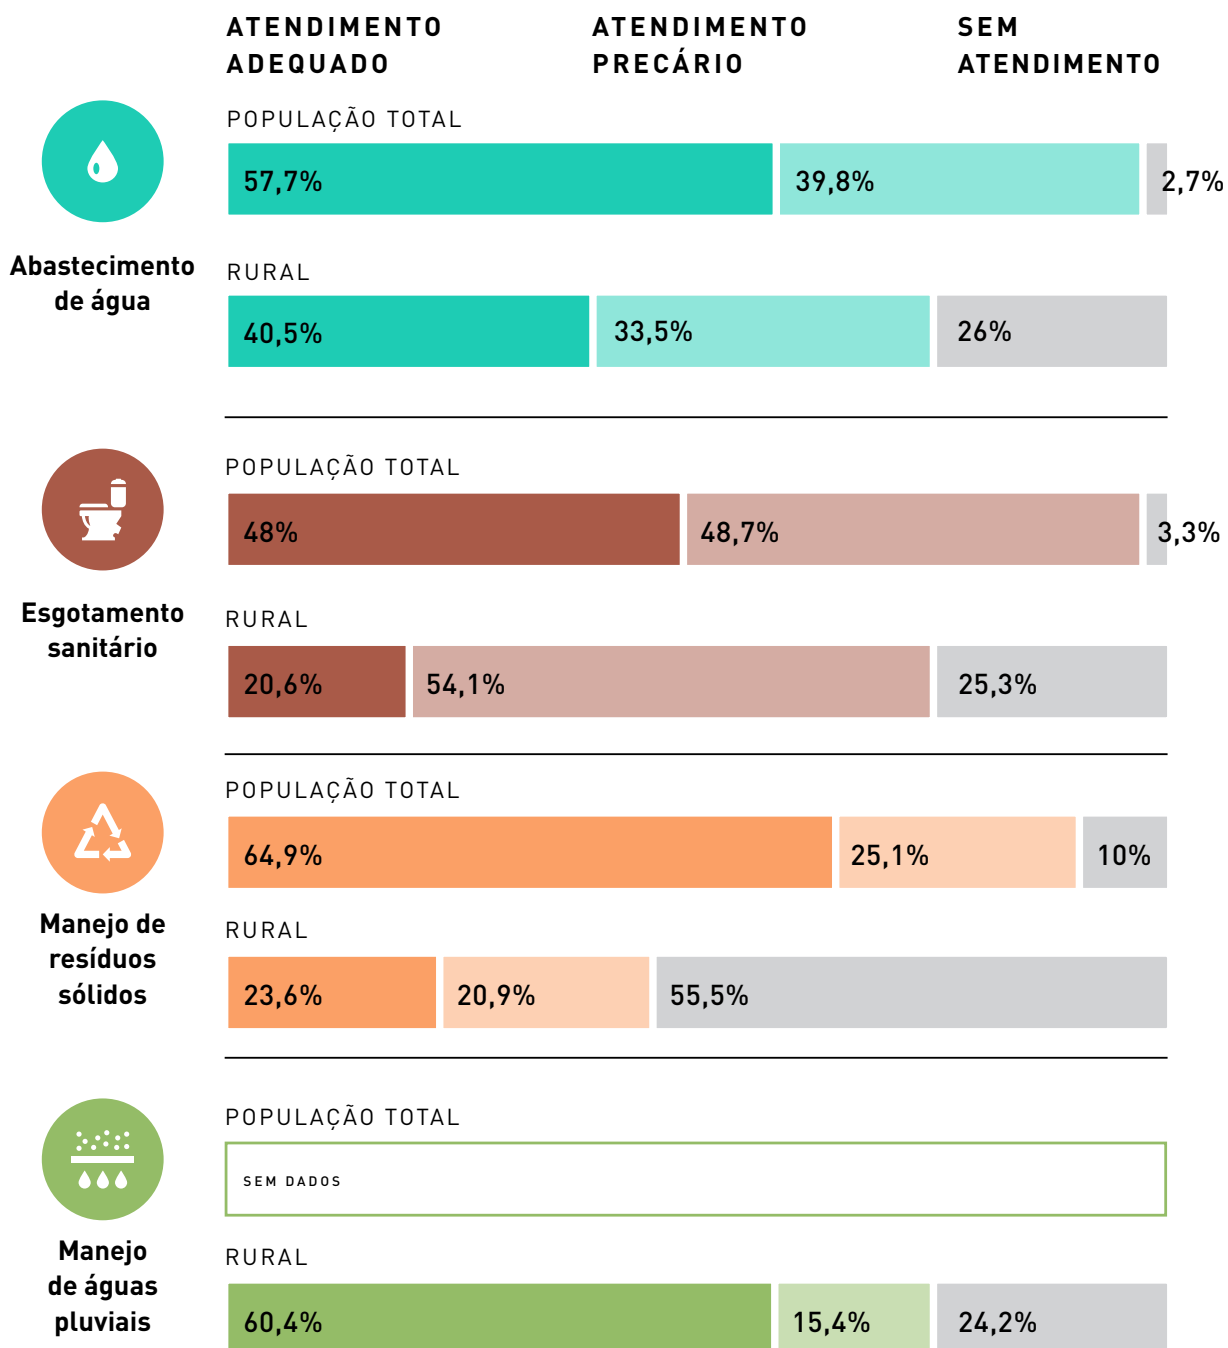 ATENDIMENTO
ADEQUADO
ATENDIMENTO
PRECÁRIO
SEM
ATENDIMENTO
Abastecimento
de água
POPULAÇÃO TOTAL
57,7% 39,8% 2,7%
RURAL
40,5% 33,5% 26%
Esgotamento
sanitário
POPULAÇÃO TOTAL
48% 48,7% 3,3%
RURAL
20,6% 54,1% 25,3%
Manejo de
resíduos
sólidos
POPULAÇÃO TOTAL
64,9% 25,1% 10%
RURAL
23,6% 20,9% 55,5%
Manejo
de águas
pluviais
POPULAÇÃO TOTAL
SEM DADOS
RURAL
60,4% 15,4% 24,2%